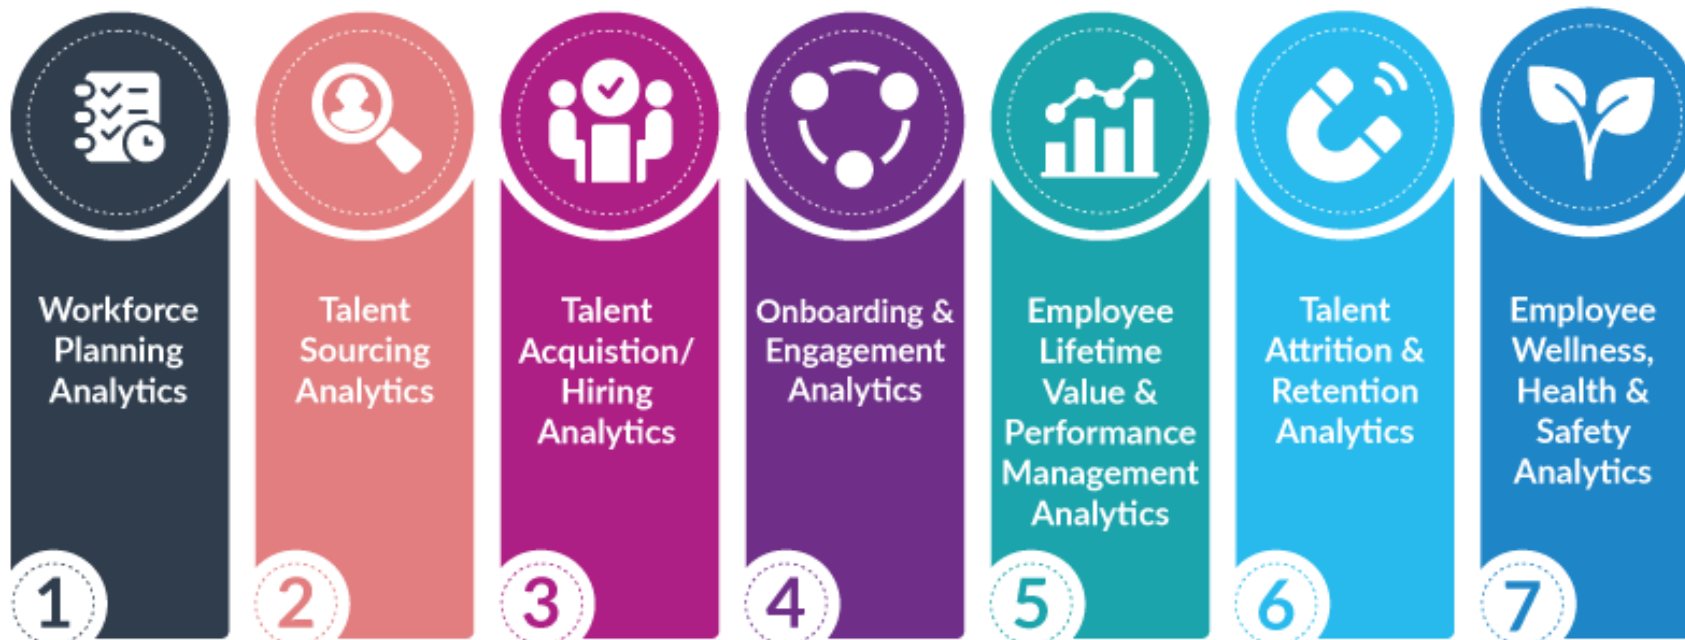 Workforce
Planning
Analytics
1
Talent
Sourcing
Analytics
2
Talent
Acquistion/
Hiring
Analytics
3
Onboarding &
Engagement
Analytics
4
Employee
Lifetime
Value &
Performance
Management
Analytics
5
Talent
Attrition &
Retention
Analytics
6
Employee
Wellness,
Health &
Safety
Analytics
7